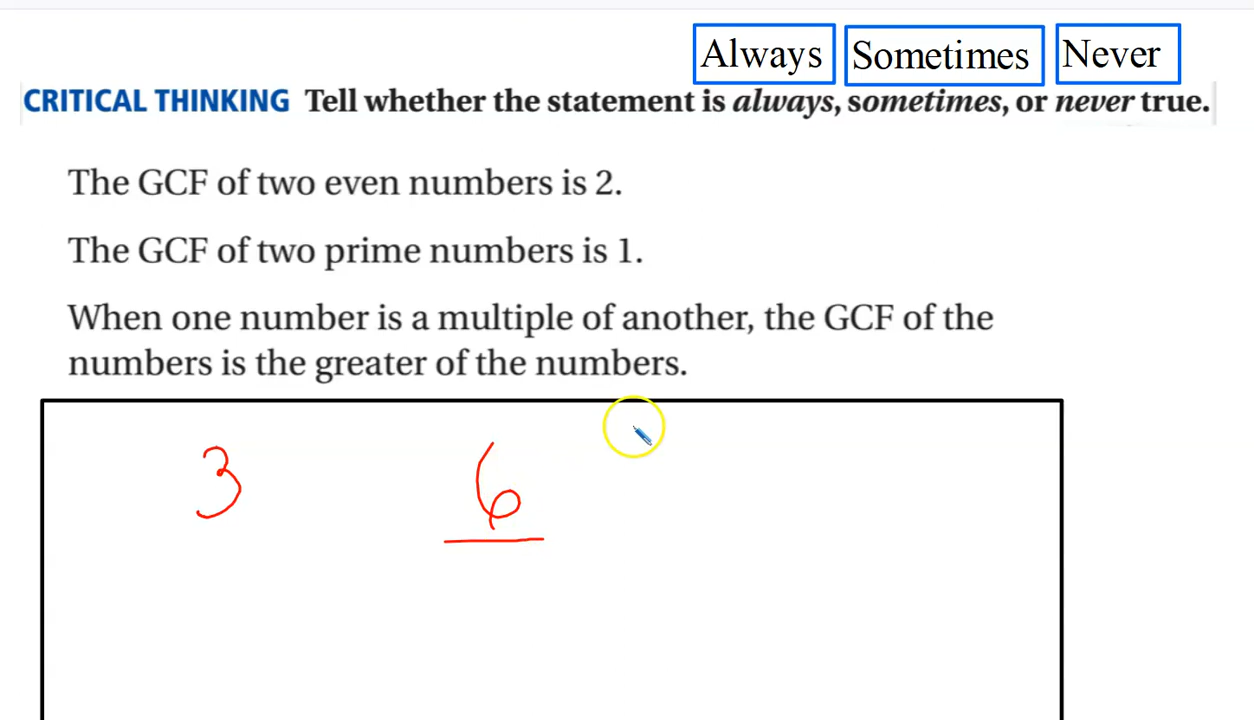 Always Sometimes Never
CRITICAL THINKING Tell whether the statement is always, sometimes, or never true.
The GCF of two even numbers is 2.
The GCF of two prime numbers is 1.
When one number is a multiple of another, the GCF of the
numbers is the greater of the numbers.
3 6